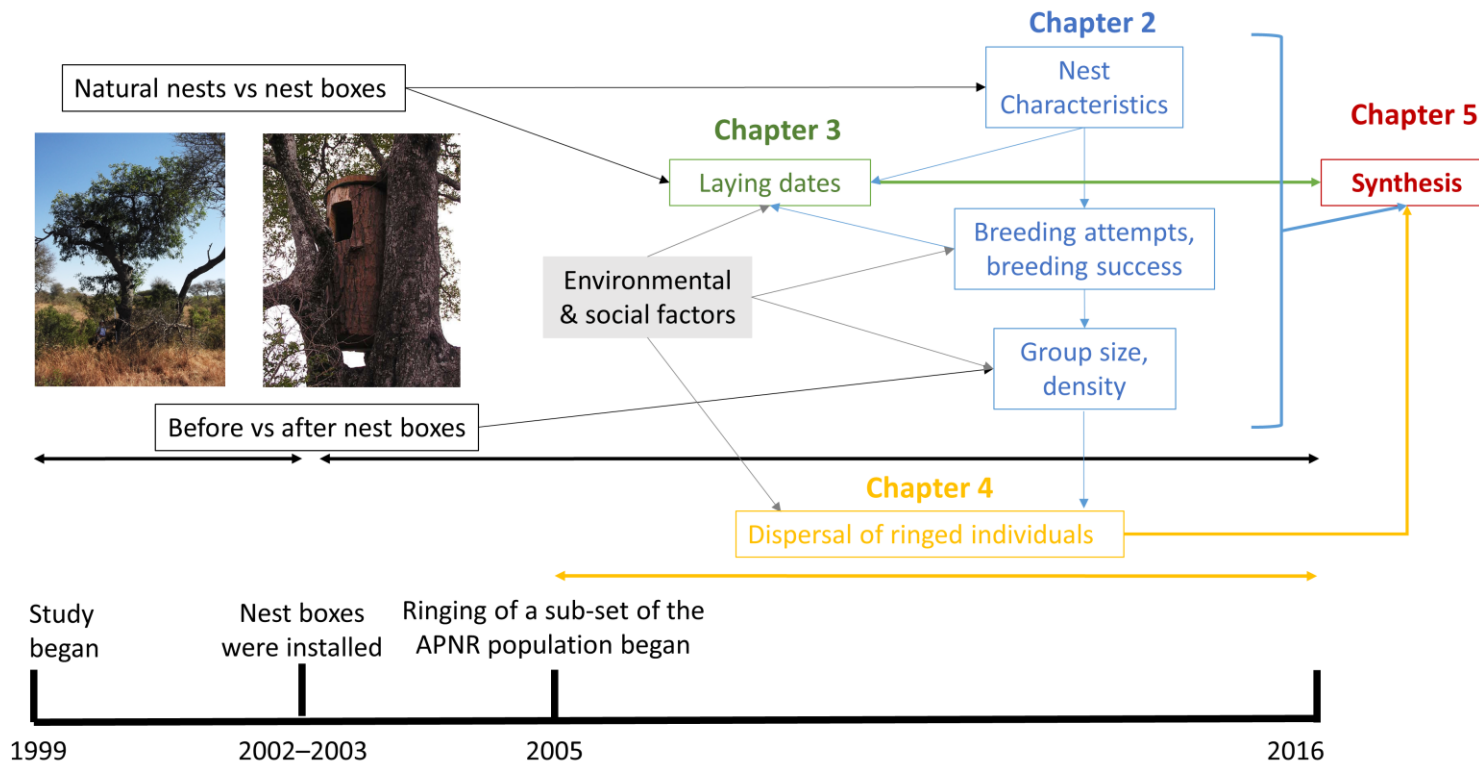 Chapter 2
Natural nests vs nest boxes
Nest
Characteristics
Chapter 3
Chapter 5
Laying dates
Synthesis
Breeding attempts,
breeding success
Environmental
& social factors
Group size,
density
Before vs after nest boxes
Chapter 4
Dispersal of ringed individuals
Study
began
Nest boxes
were installed
Ringing of a sub-set of the
APNR population began
1999
2002–2003
2005
2016